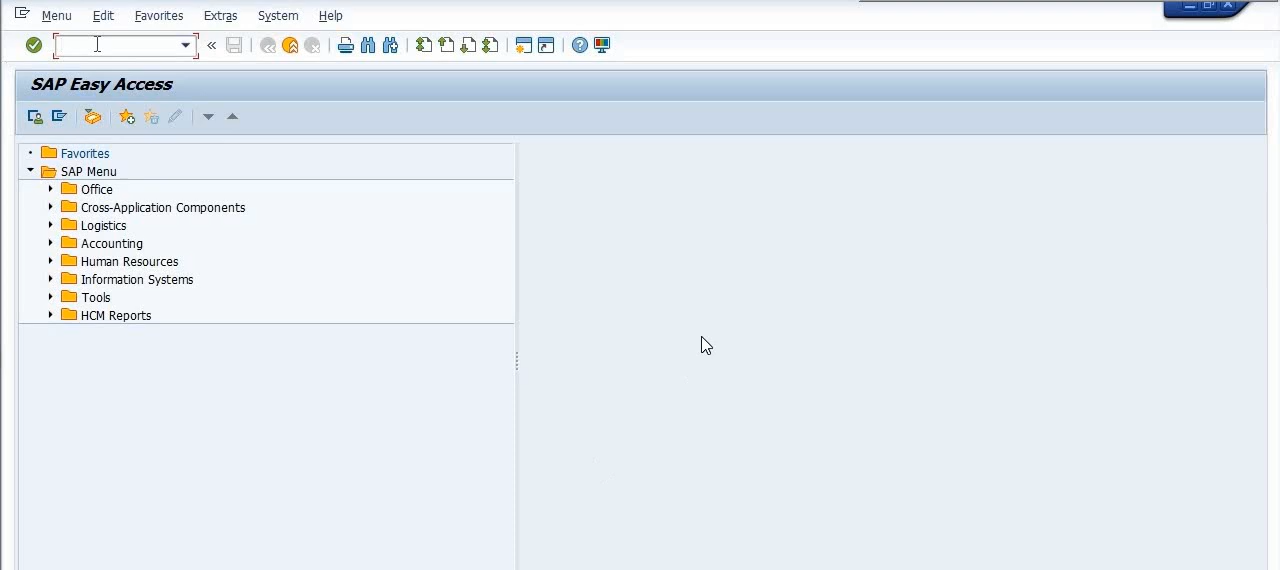 Menu Edit Favorites Extras System Help
SAP Easy Access
Favorites
SAP Menu
Office
Cross-Application Components
Logistics
Accounting
Human Resources
Information Systems
Tools
HCM Reports